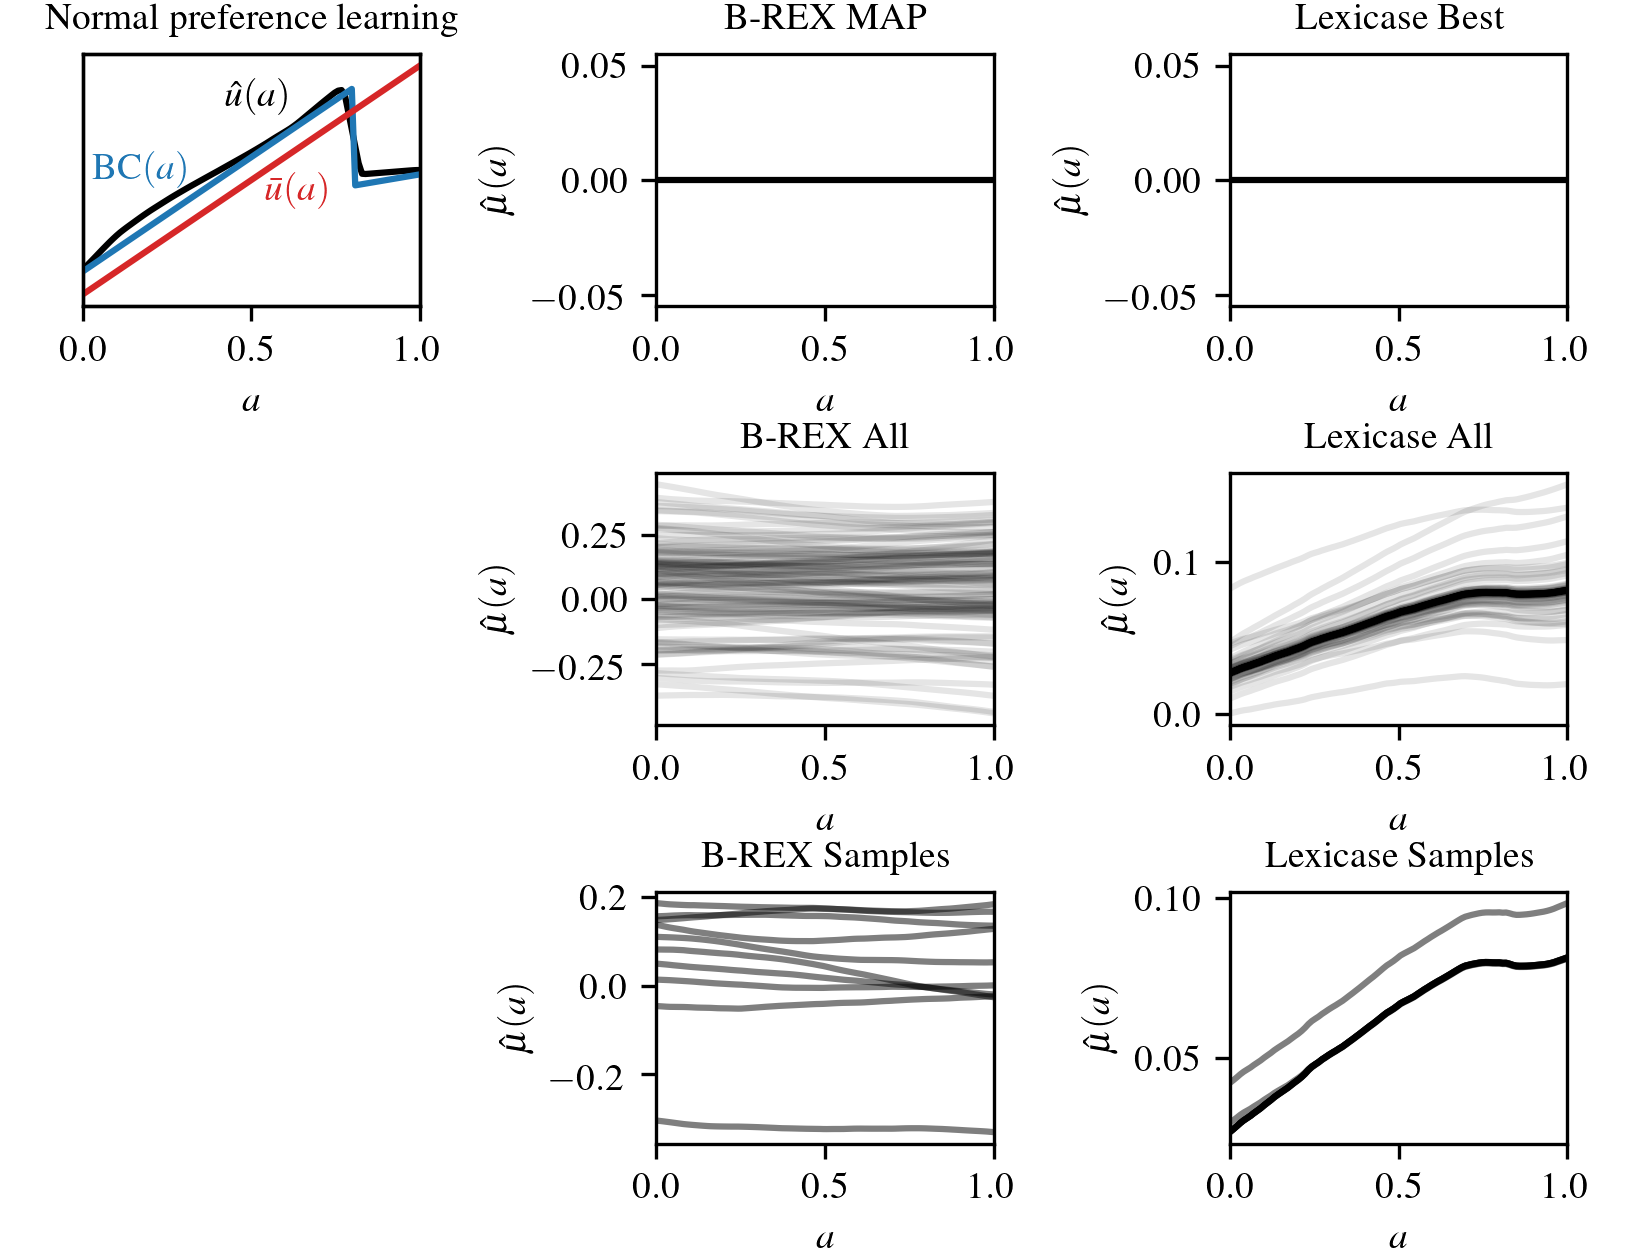 Normal preference learning
û(a)
BC(a)
ū(a)
0.0 0.5 1.0
a
B-REX MAP
0.05
0.00
−0.05
μ̂(a)
0.0 0.5 1.0
a
Lexicase Best
0.05
0.00
−0.05
μ̂(a)
0.0 0.5 1.0
a
B-REX All
0.25
0.00
−0.25
μ̂(a)
0.0 0.5 1.0
a
Lexicase All
0.1
0.0
μ̂(a)
0.0 0.5 1.0
a
B-REX Samples
0.2
0.0
−0.2
μ̂(a)
0.0 0.5 1.0
a
Lexicase Samples
0.10
0.05
μ̂(a)
0.0 0.5 1.0
a